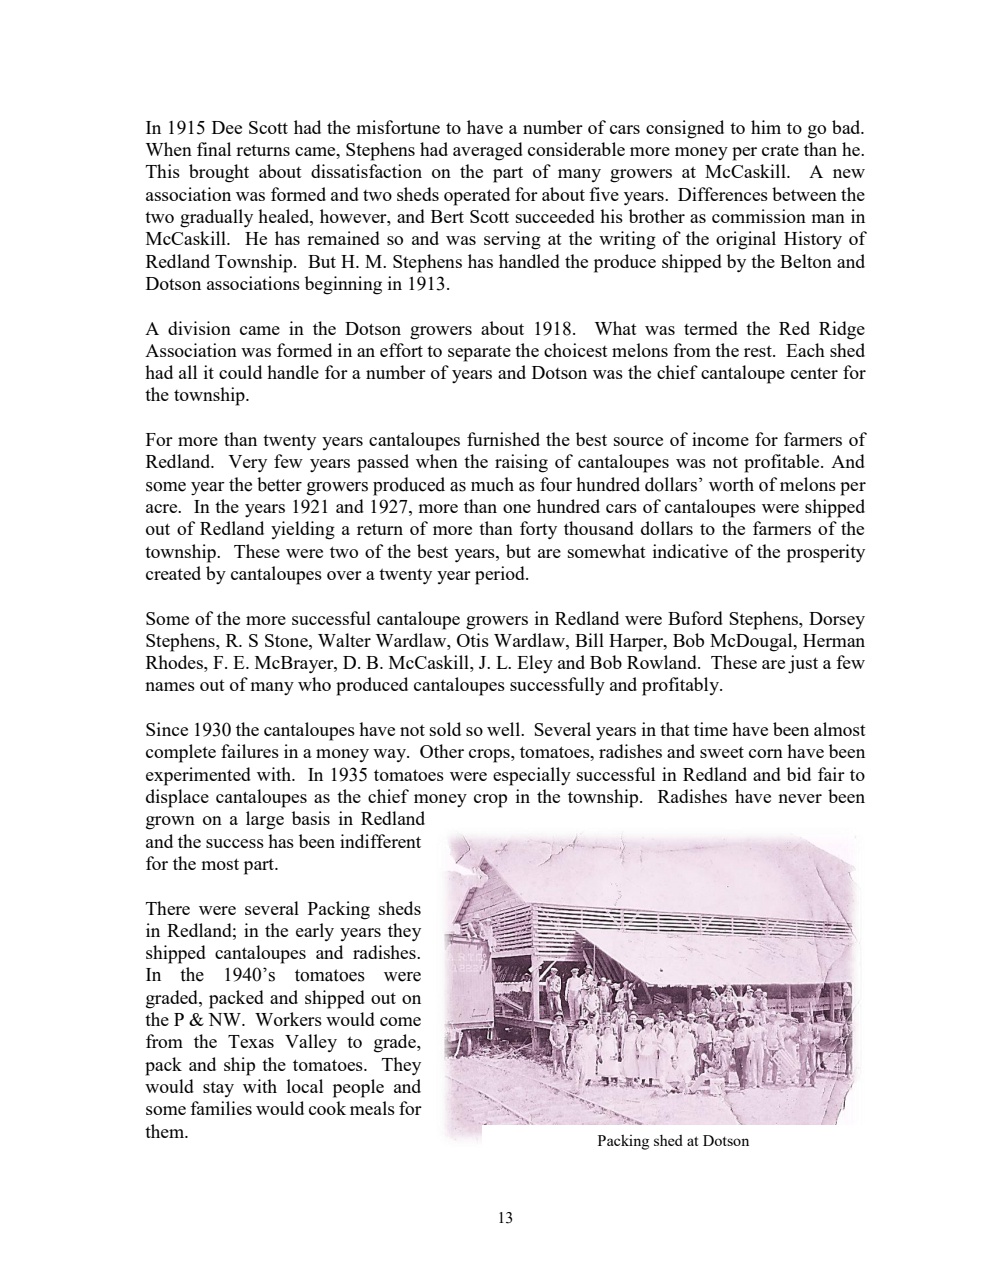 In 1915 Dee Scott had the misfortune to have a number of cars consigned to him to go bad.
When final returns came, Stephens had averaged considerable more money per crate than he.
This brought about dissatisfaction on the part of many growers at McCaskill. A new
association was formed and two sheds operated for about five years. Differences between the
two gradually healed, however, and Bert Scott succeeded his brother as commission man in
McCaskill. He has remained so and was serving at the writing of the original History of
Redland Township. But H. M. Stephens has handled the produce shipped by the Belton and
Dotson associations beginning in 1913.
A division came in the Dotson growers about 1918. What was termed the Red Ridge
Association was formed in an effort to separate the choicest melons from the rest. Each shed
had all it could handle for a number of years and Dotson was the chief cantaloupe center for
the township.
For more than twenty years cantaloupes furnished the best source of income for farmers of
Redland. Very few years passed when the raising of cantaloupes was not profitable. And
some year the better growers produced as much as four hundred dollars’ worth of melons per
acre. In the years 1921 and 1927, more than one hundred cars of cantaloupes were shipped
out of Redland yielding a return of more than forty thousand dollars to the farmers of the
township. These were two of the best years, but are somewhat indicative of the prosperity
created by cantaloupes over a twenty year period.
Some of the more successful cantaloupe growers in Redland were Buford Stephens, Dorsey
Stephens, R. S Stone, Walter Wardlaw, Otis Wardlaw, Bill Harper, Bob McDougal, Herman
Rhodes, F. E. McBrayer, D. B. McCaskill, J. L. Eley and Bob Rowland. These are just a few
names out of many who produced cantaloupes successfully and profitably.
Since 1930 the cantaloupes have not sold so well. Several years in that time have been almost
complete failures in a money way. Other crops, tomatoes, radishes and sweet corn have been
experimented with. In 1935 tomatoes were especially successful in Redland and bid fair to
displace cantaloupes as the chief money crop in the township. Radishes have never been
grown on a large basis in Redland
and the success has been indifferent
for the most part.
There were several Packing sheds
in Redland; in the early years they
shipped cantaloupes and radishes.
In the 1940’s tomatoes were
graded, packed and shipped out on
the P & NW. Workers would come
from the Texas Valley to grade,
pack and ship the tomatoes. They
would stay with local people and
some families would cook meals for
them.
Packing shed at Dotson
13